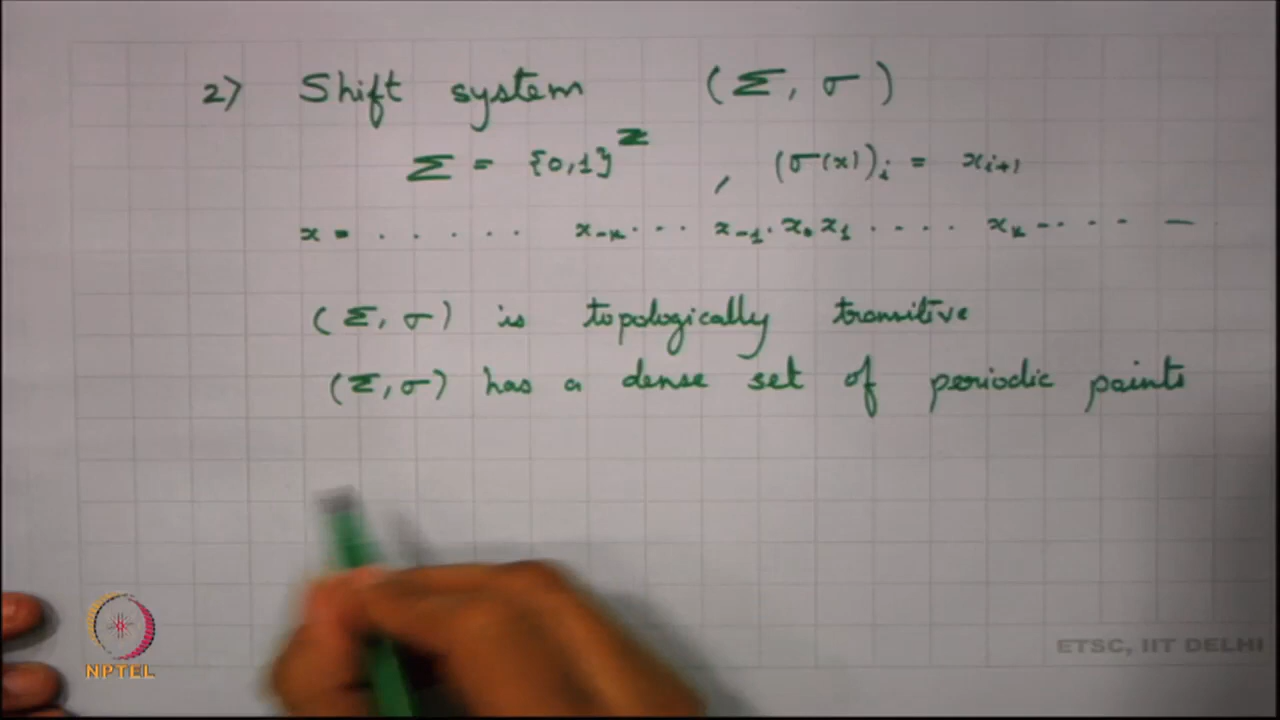 2) Shift system (Σ, σ)
Σ = {0,1}^ℤ , (σ(x))_i = x_{i+1}
x = . . . . . . x_{-k} . . . x_{-1} . x_0 x_1 . . . . x_k - . . . - —
(Σ, σ) is topologically transitive
(Σ, σ) has a dense set of periodic points
NPTEL
ETSC, IIT DELHI